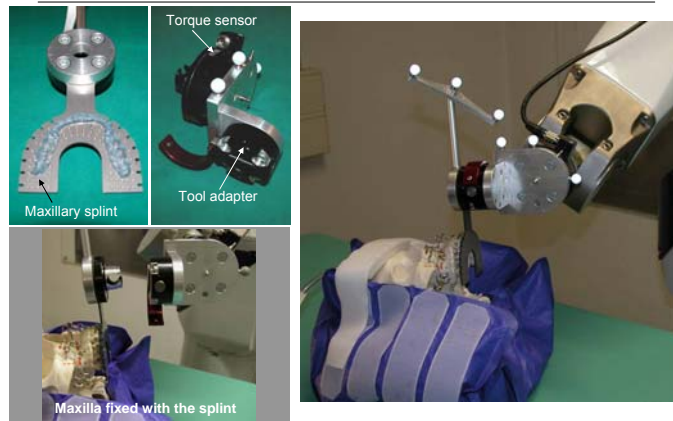 Torque sensor
Tool adapter
Maxillary splint
Maxilla fixed with the splint